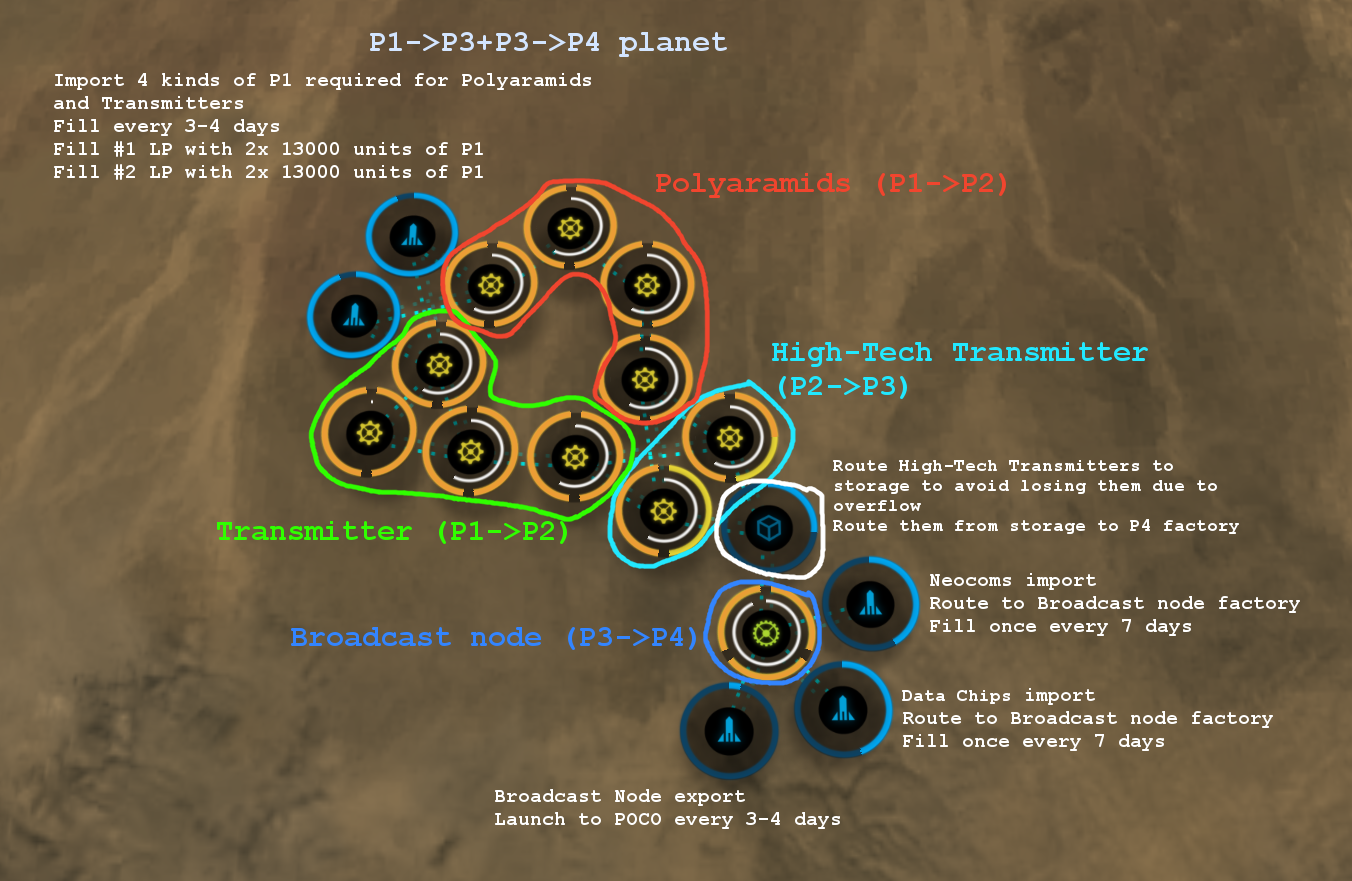 P1->P3+P3->P4 planet
Import 4 kinds of P1 required for Polyaramids
and Transmitters
Fill every 3-4 days
Fill #1 LP with 2x 13000 units of P1
Fill #2 LP with 2x 13000 units of P1
Polyaramids (P1->P2)
High-Tech Transmitter
(P2->P3)
Route High-Tech Transmitters to
storage to avoid losing them due to
overflow
Route them from storage to P4 factory
Transmitter (P1->P2)
Neocoms import
Route to Broadcast node factory
Fill once every 7 days
Broadcast node (P3->P4)
Data Chips import
Route to Broadcast node factory
Fill once every 7 days
Broadcast Node export
Launch to POCO every 3-4 days